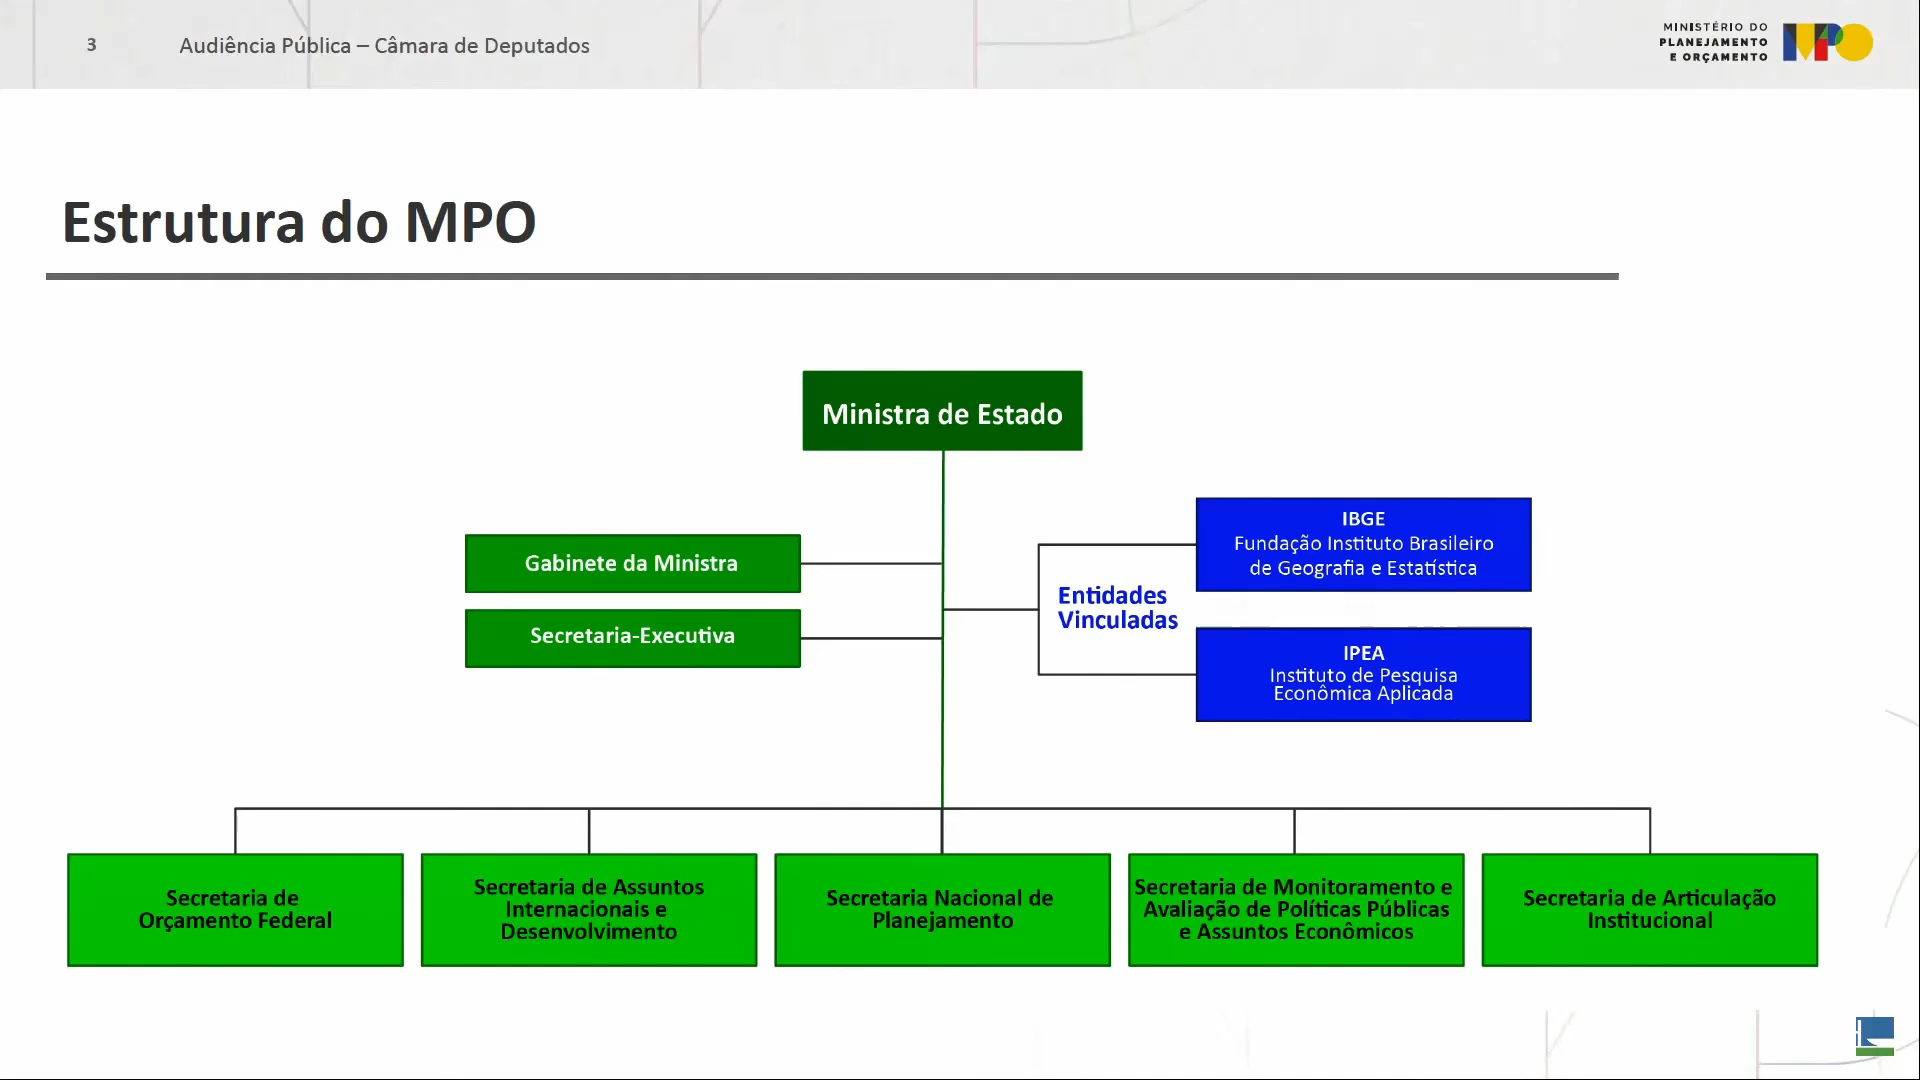 3
Audiência Pública – Câmara de Deputados
MINISTÉRIO DO
PLANEJAMENTO
E ORÇAMENTO
MPO
Estrutura do MPO
Ministra de Estado
Gabinete da Ministra
Secretaria-Executiva
Entidades
Vinculadas
IBGE
Fundação Instituto Brasileiro
de Geografia e Estatística
IPEA
Instituto de Pesquisa
Econômica Aplicada
Secretaria de
Orçamento Federal
Secretaria de Assuntos
Internacionais e
Desenvolvimento
Secretaria Nacional de
Planejamento
Secretaria de Monitoramento e
Avaliação de Políticas Públicas
e Assuntos Econômicos
Secretaria de Articulação
Institucional